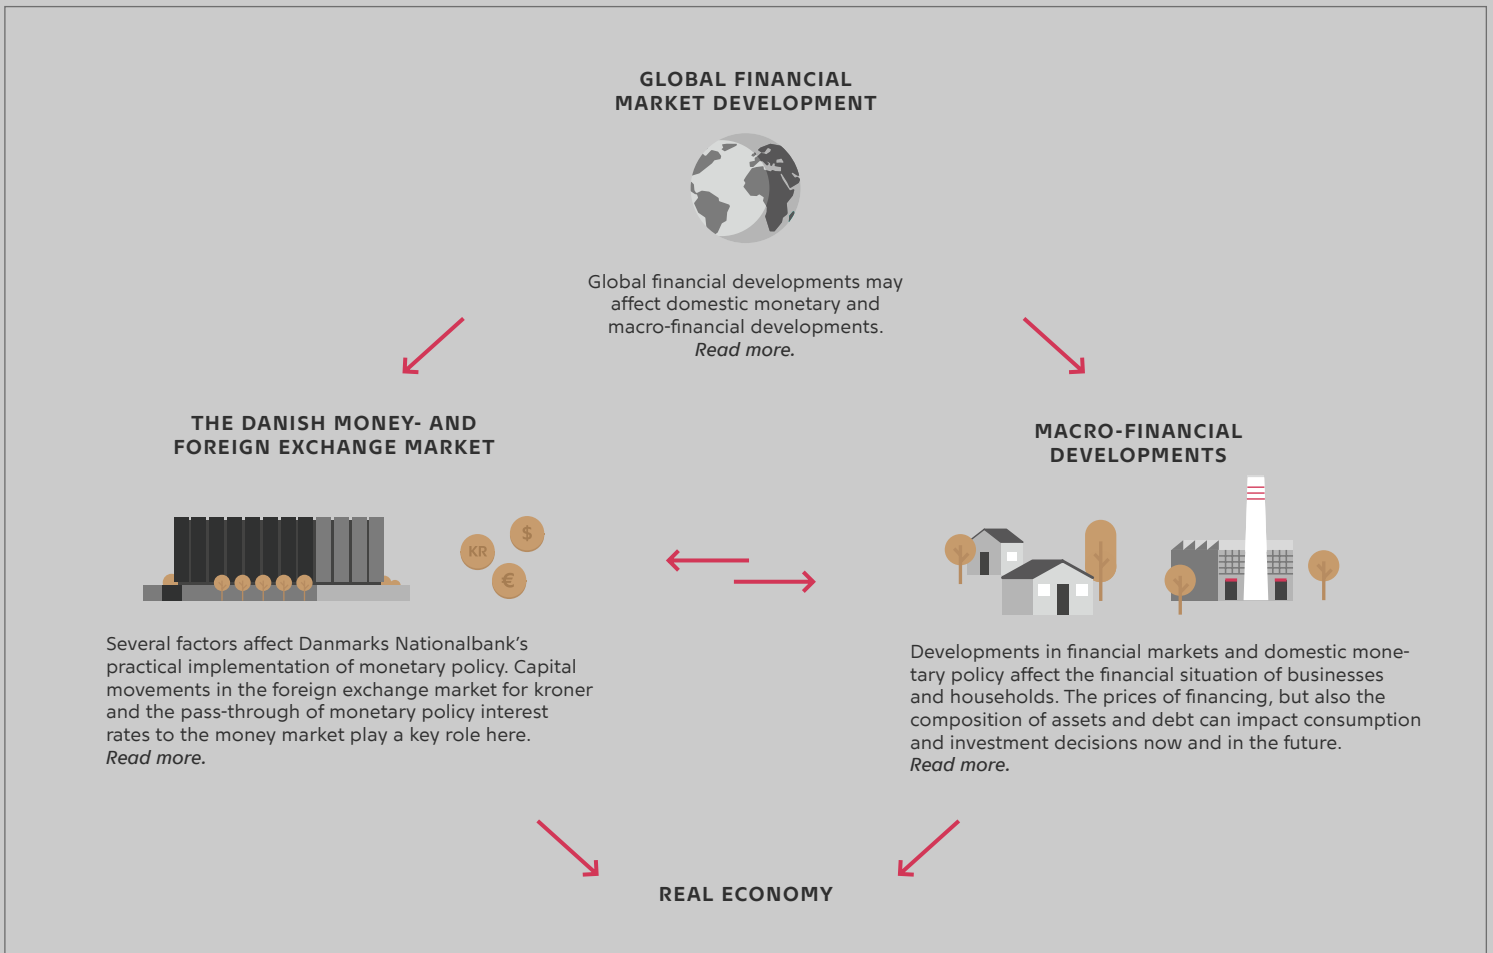 GLOBAL FINANCIAL
MARKET DEVELOPMENT
Global financial developments may
affect domestic monetary and
macro-financial developments.
Read more.
THE DANISH MONEY- AND
FOREIGN EXCHANGE MARKET
KR
$
€
Several factors affect Danmarks Nationalbank’s
practical implementation of monetary policy. Capital
movements in the foreign exchange market for kroner
and the pass-through of monetary policy interest
rates to the money market play a key role here.
Read more.
MACRO-FINANCIAL
DEVELOPMENTS
Developments in financial markets and domestic mone-
tary policy affect the financial situation of businesses
and households. The prices of financing, but also the
composition of assets and debt can impact consumption
and investment decisions now and in the future.
Read more.
REAL ECONOMY